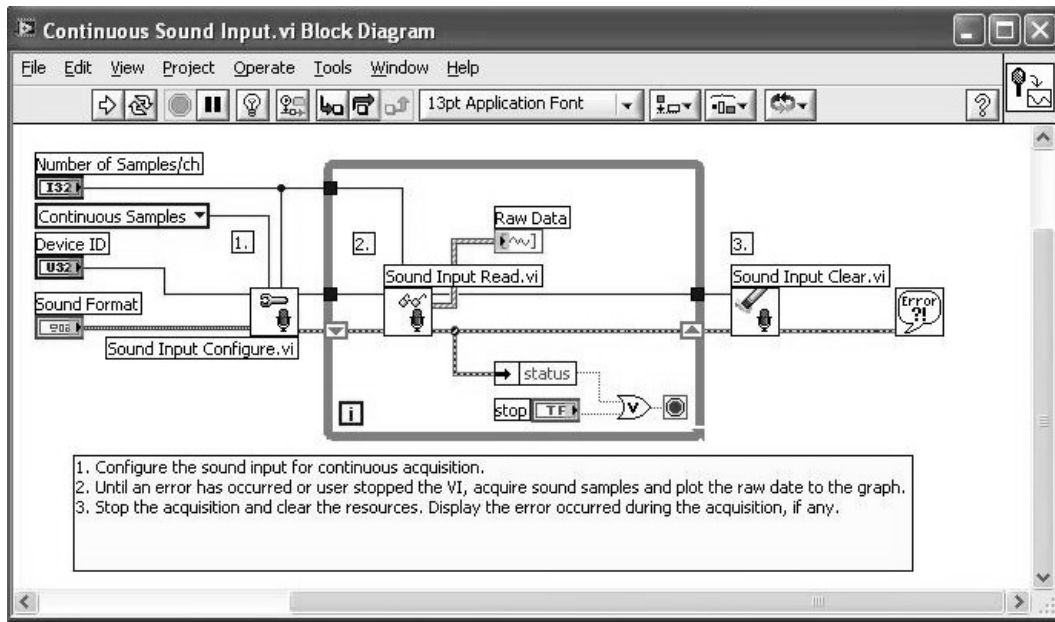 Continuous Sound Input.vi Block Diagram
File Edit View Project Operate Tools Window Help
13pt Application Font
Number of Samples/ch
I32
Continuous Samples
Device ID
U32
Sound Format
1.
Sound Input Configure.vi
2.
Raw Data
Sound Input Read.vi
status
stop TF
V
i
3.
Sound Input Clear.vi
Error
?!
1. Configure the sound input for continuous acquisition.
2. Until an error has occurred or user stopped the VI, acquire sound samples and plot the raw date to the graph.
3. Stop the acquisition and clear the resources. Display the error occurred during the acquisition, if any.